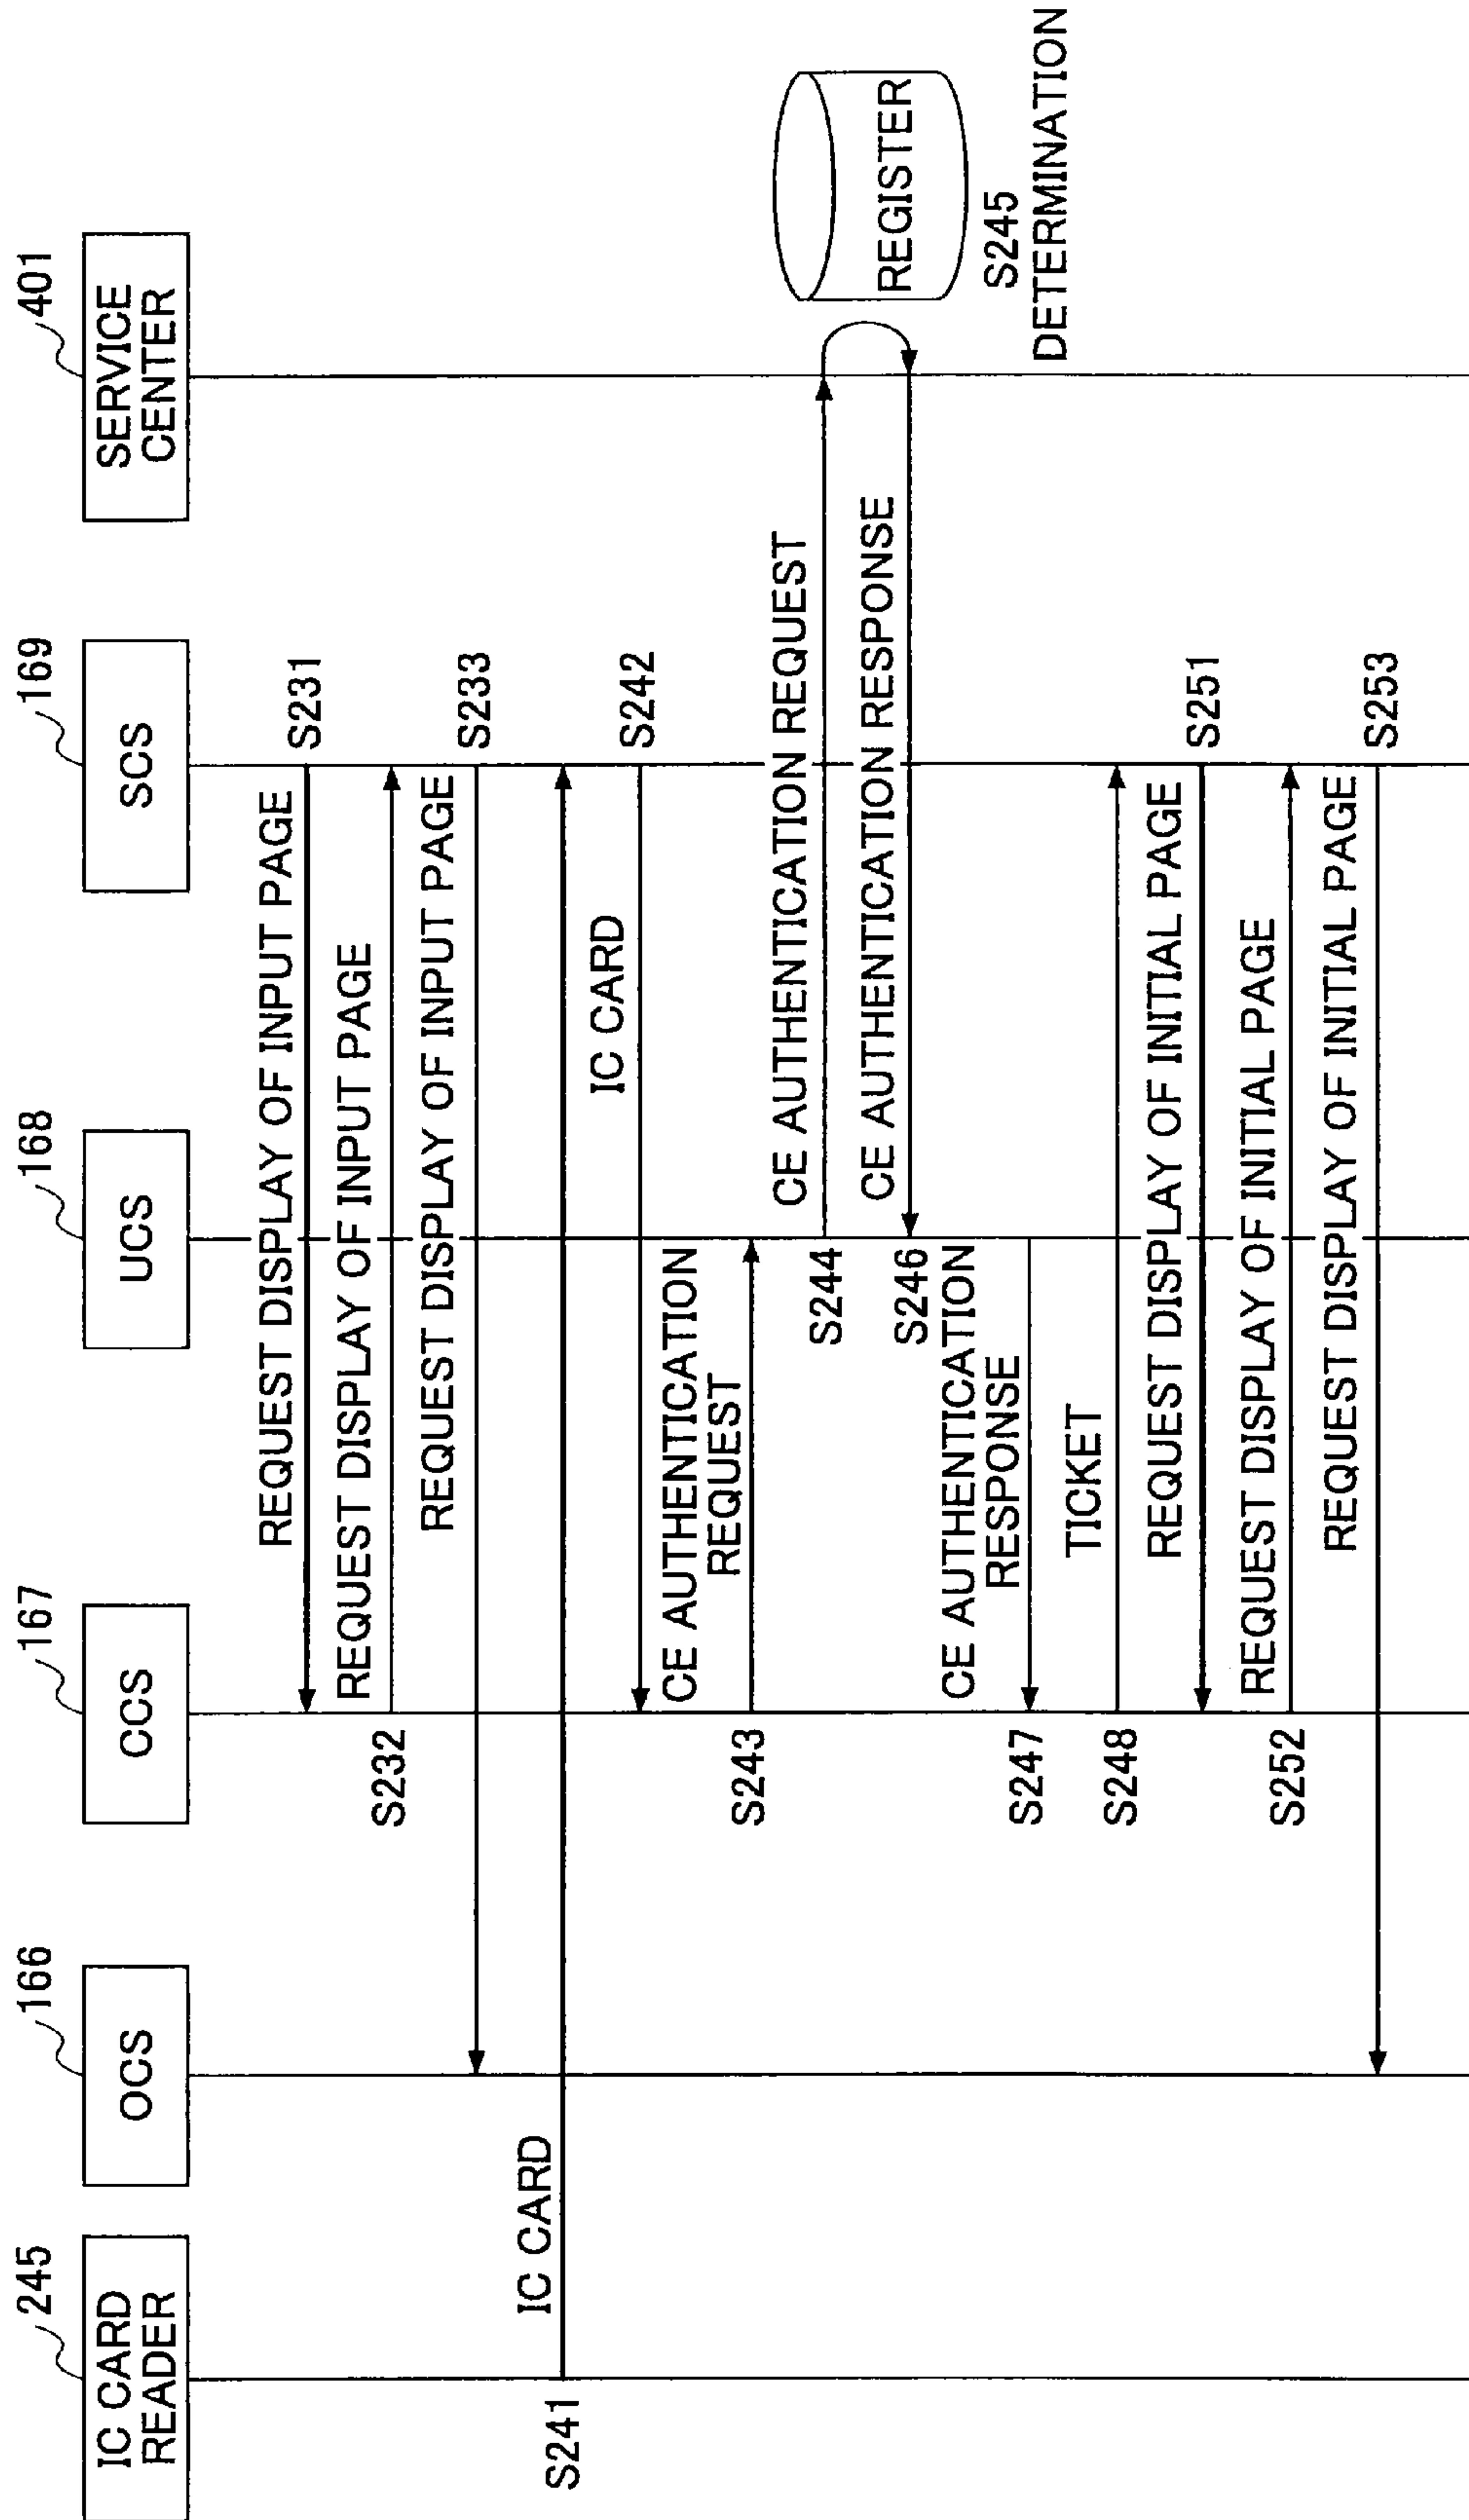 245
166
167
168
169
401
IC CARD
READER
OCS
CCS
UCS
SCS
SERVICE
CENTER
REQUEST DISPLAY OF INPUT PAGE
S231
S232
REQUEST DISPLAY OF INPUT PAGE
REQUEST DISPLAY OF INPUT PAGE
S233
S241
IC CARD
IC CARD
S242
CE AUTHENTICATION
REQUEST
S243
CE AUTHENTICATION REQUEST
S244
REGISTER
CE AUTHENTICATION RESPONSE
S246
S245
DETERMINATION
CE AUTHENTICATION
RESPONSE
S247
TICKET
S248
REQUEST DISPLAY OF INITIAL PAGE
S251
REQUEST DISPLAY OF INITIAL PAGE
S252
REQUEST DISPLAY OF INITIAL PAGE
S253